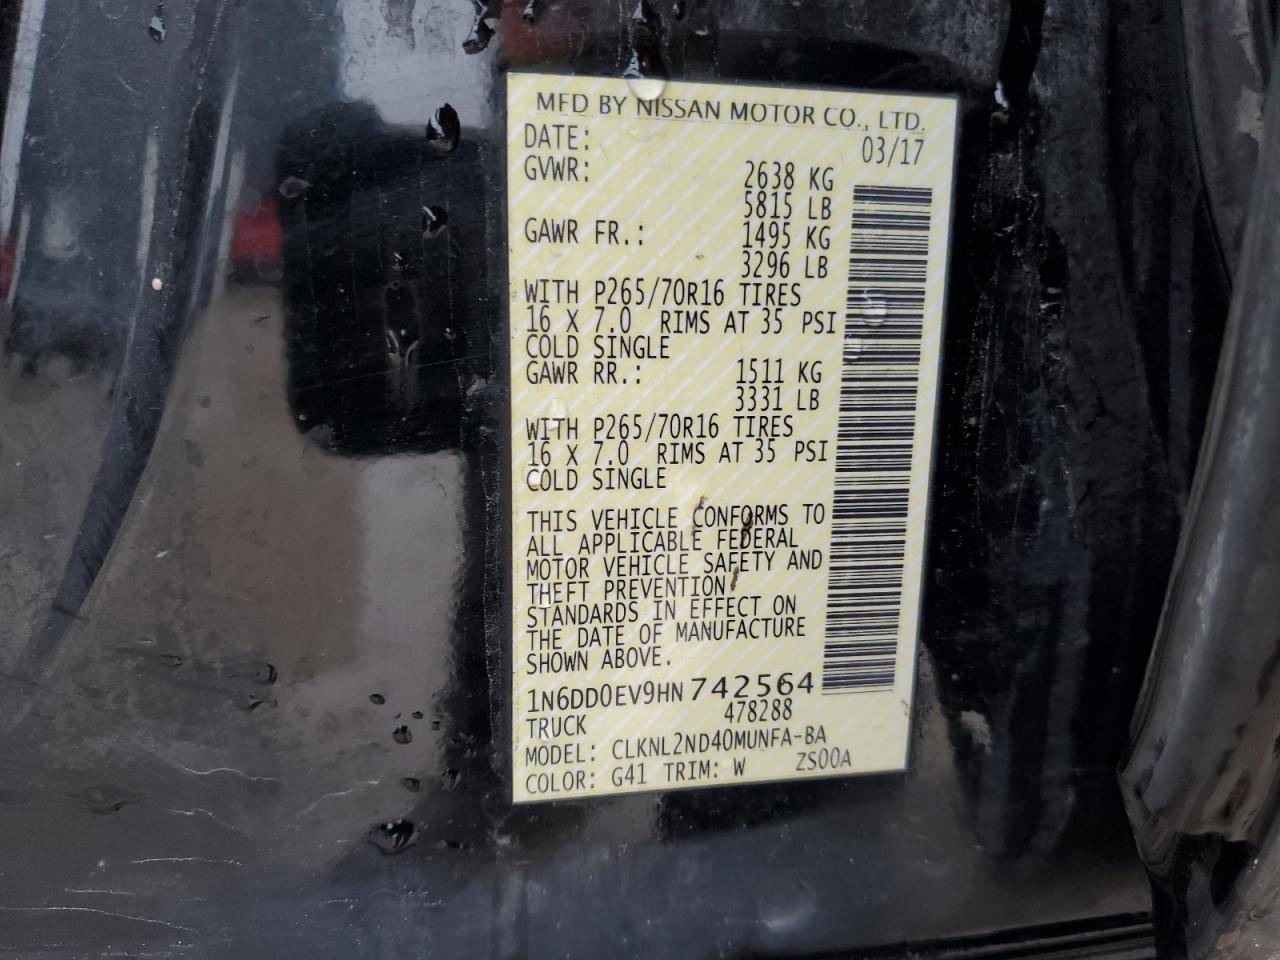 MFD BY NISSAN MOTOR CO., LTD.
DATE: 03/17
GVWR: 2638 KG
5815 LB
GAWR FR.: 1495 KG
3296 LB
WITH P265/70R16 TIRES
16 X 7.0 RIMS AT 35 PSI
COLD SINGLE
GAWR RR.: 1511 KG
3331 LB
WITH P265/70R16 TIRES
16 X 7.0 RIMS AT 35 PSI
COLD SINGLE
THIS VEHICLE CONFORMS TO
ALL APPLICABLE FEDERAL
MOTOR VEHICLE SAFETY AND
THEFT PREVENTION
STANDARDS IN EFFECT ON
THE DATE OF MANUFACTURE
SHOWN ABOVE.
1N6DD0EV9HN742564
TRUCK 478288
MODEL: CLKNL2ND40MUNFA-BA
COLOR: G41 TRIM: W ZS00A